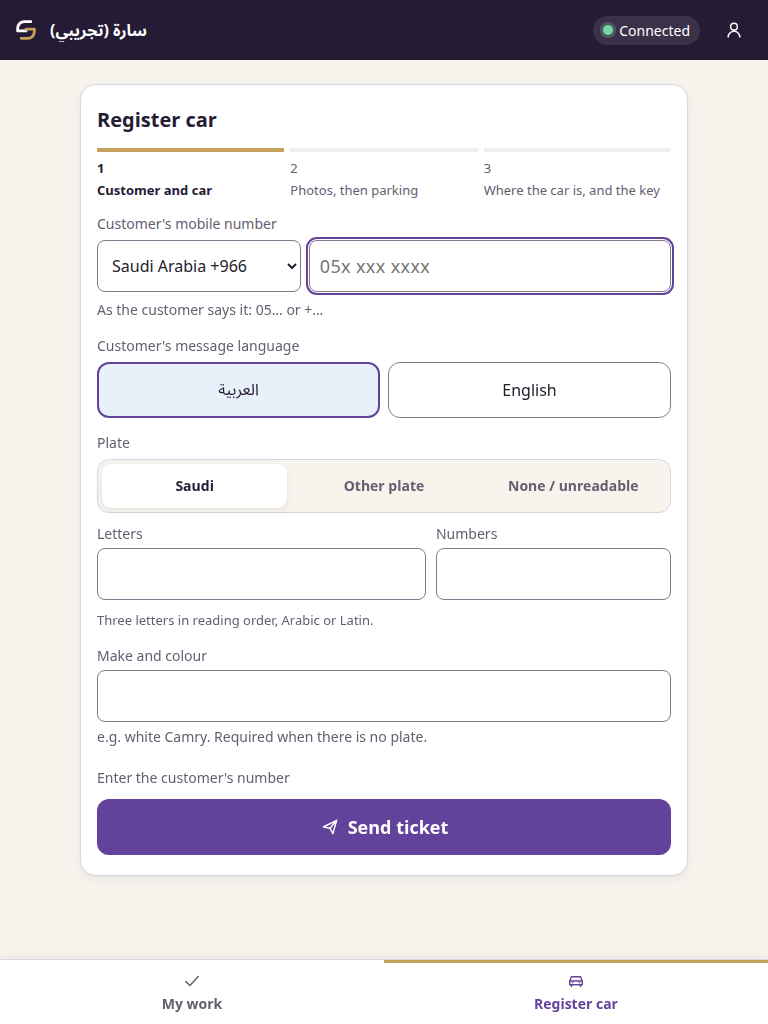 سارة (تجريبي)
Connected
Register car
1
Customer and car
2
Photos, then parking
3
Where the car is, and the key
Customer's mobile number
Saudi Arabia +966
05x xxx xxxx
As the customer says it: 05… or +…
Customer's message language
العربية
English
Plate
Saudi
Other plate
None / unreadable
Letters
Numbers
Three letters in reading order, Arabic or Latin.
Make and colour
e.g. white Camry. Required when there is no plate.
Enter the customer's number
Send ticket
My work
Register car